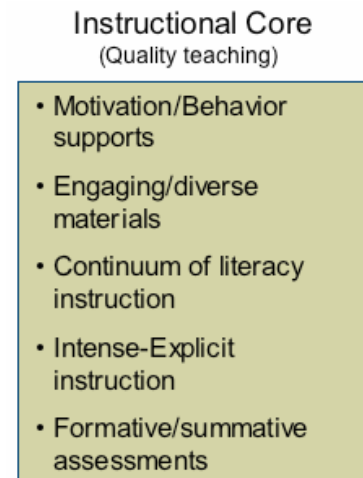 Instructional Core
(Quality teaching)
• Motivation/Behavior
supports
• Engaging/diverse
materials
• Continuum of literacy
instruction
• Intense-Explicit
instruction
• Formative/summative
assessments